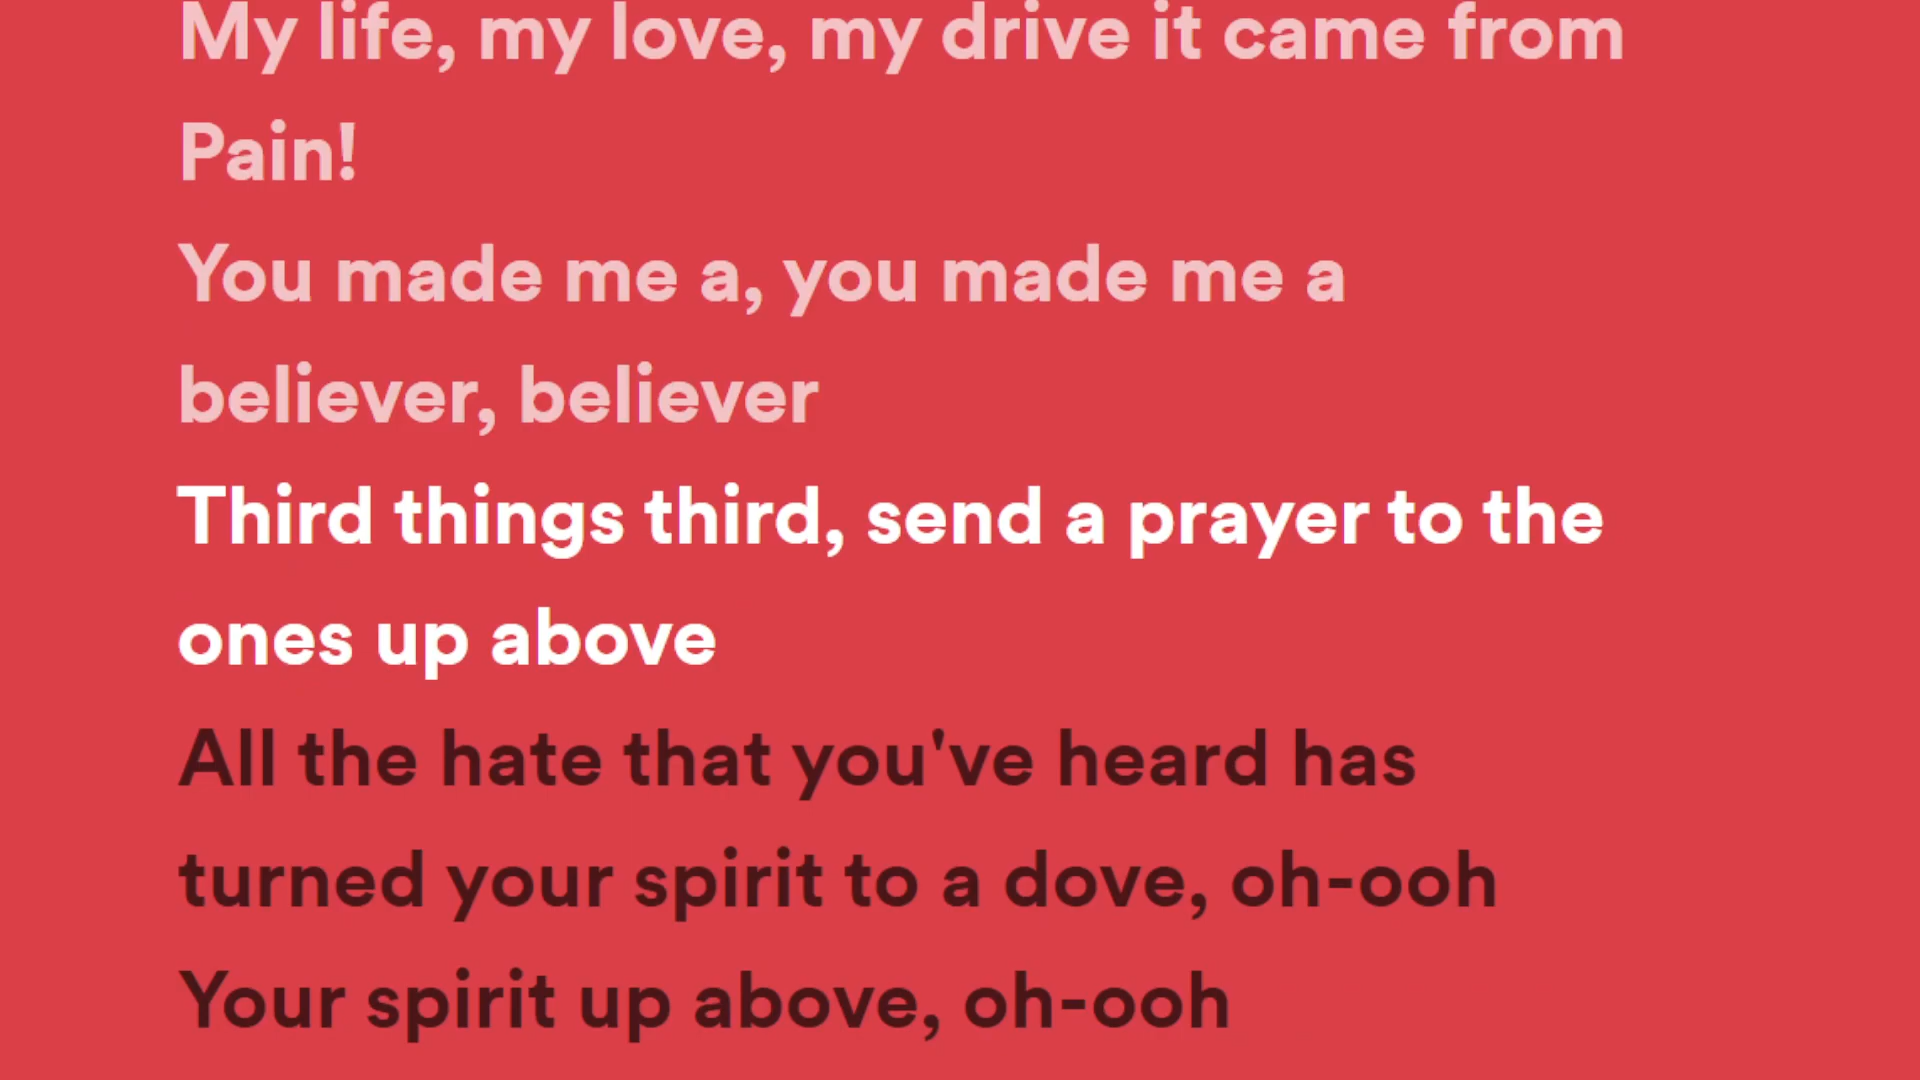 My life, my love, my drive it came from
Pain!
You made me a, you made me a
believer, believer
Third things third, send a prayer to the
ones up above
All the hate that you've heard has
turned your spirit to a dove, oh-ooh
Your spirit up above, oh-ooh